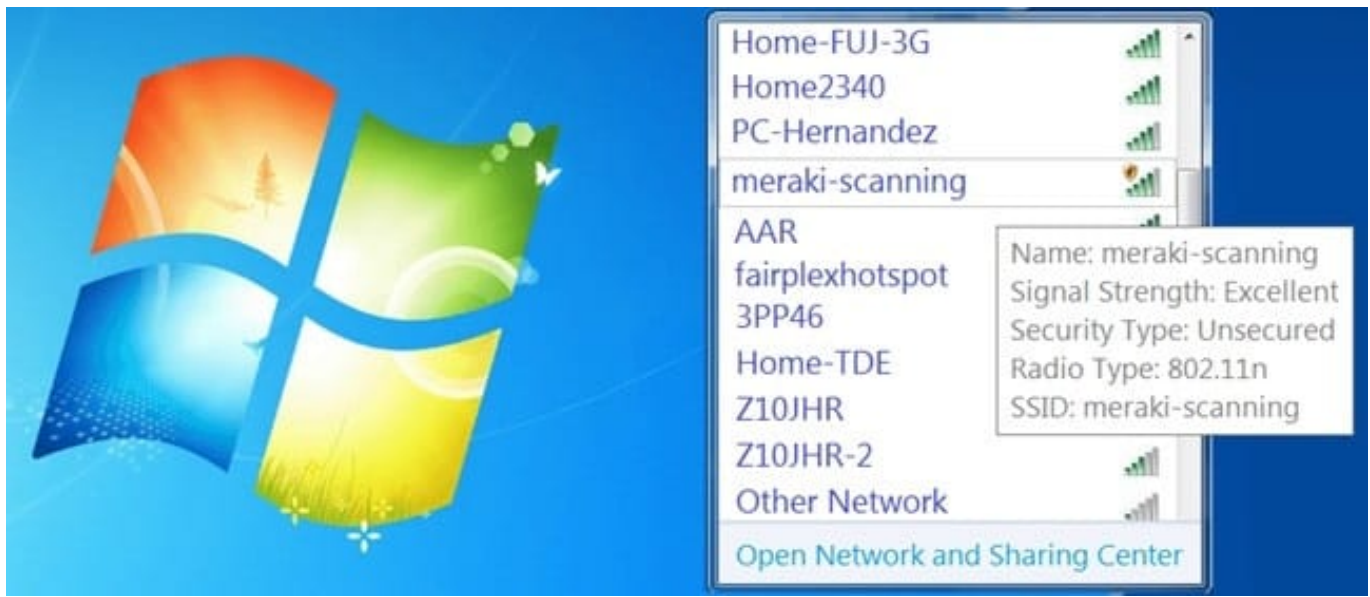 Home-FUJ-3G
Home2340
PC-Hernandez
meraki-scanning
AAR
fairplexhotspot
3PP46
Home-TDE
Z10JHR
Z10JHR-2
Other Network
Open Network and Sharing Center
Name: meraki-scanning
Signal Strength: Excellent
Security Type: Unsecured
Radio Type: 802.11n
SSID: meraki-scanning